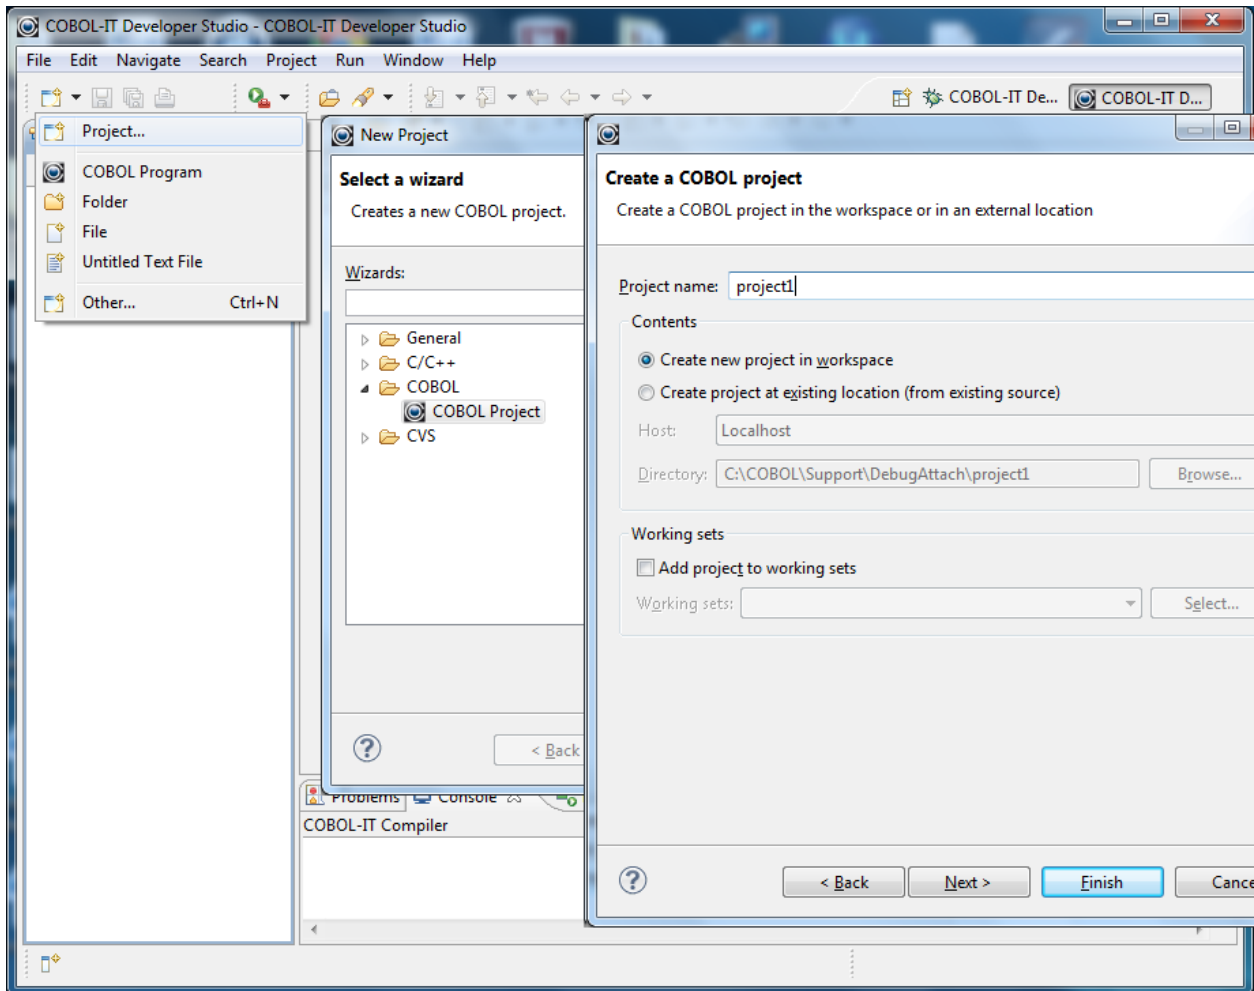 COBOL-IT Developer Studio - COBOL-IT Developer Studio
File Edit Navigate Search Project Run Window Help
COBOL-IT De... COBOL-IT D...
Project...
COBOL Program
Folder
File
Untitled Text File
Other... Ctrl+N
New Project
Select a wizard
Creates a new COBOL project.
Wizards:
General
C/C++
COBOL
COBOL Project
CVS
< Back
Create a COBOL project
Create a COBOL project in the workspace or in an external location
Project name: project1
Contents
Create new project in workspace
Create project at existing location (from existing source)
Host: Localhost
Directory: C:\COBOL\Support\DebugAttach\project1 Browse...
Working sets
Add project to working sets
Working sets: Select...
< Back Next > Finish Cance
Problems Console
COBOL-IT Compiler